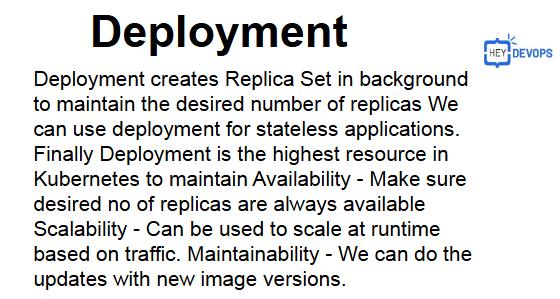 Deployment
HEY DEVOPS
Deployment creates Replica Set in background
to maintain the desired number of replicas We
can use deployment for stateless applications.
Finally Deployment is the highest resource in
Kubernetes to maintain Availability - Make sure
desired no of replicas are always available
Scalability - Can be used to scale at runtime
based on traffic. Maintainability - We can do the
updates with new image versions.